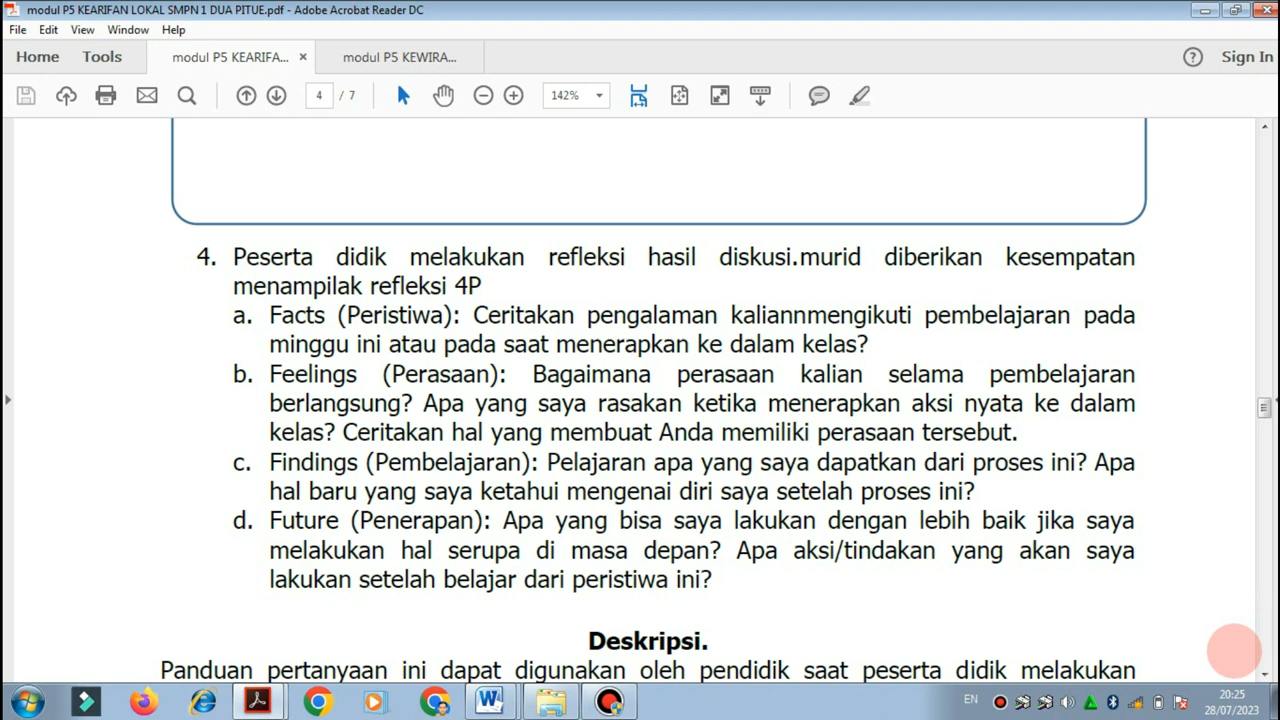 modul P5 KEARIFAN LOKAL SMPN 1 DUA PITUE.pdf - Adobe Acrobat Reader DC
File Edit View Window Help
Home Tools modul P5 KEARIFA... × modul P5 KEWIRA... Sign In
4 / 7 142%
4. Peserta didik melakukan refleksi hasil diskusi.murid diberikan kesempatan
menampilak refleksi 4P
a. Facts (Peristiwa): Ceritakan pengalaman kaliannmengikuti pembelajaran pada
minggu ini atau pada saat menerapkan ke dalam kelas?
b. Feelings (Perasaan): Bagaimana perasaan kalian selama pembelajaran
berlangsung? Apa yang saya rasakan ketika menerapkan aksi nyata ke dalam
kelas? Ceritakan hal yang membuat Anda memiliki perasaan tersebut.
c. Findings (Pembelajaran): Pelajaran apa yang saya dapatkan dari proses ini? Apa
hal baru yang saya ketahui mengenai diri saya setelah proses ini?
d. Future (Penerapan): Apa yang bisa saya lakukan dengan lebih baik jika saya
melakukan hal serupa di masa depan? Apa aksi/tindakan yang akan saya
lakukan setelah belajar dari peristiwa ini?
Deskripsi.
Panduan pertanyaan ini dapat digunakan oleh pendidik saat peserta didik melakukan
EN 20:25
28/07/2023